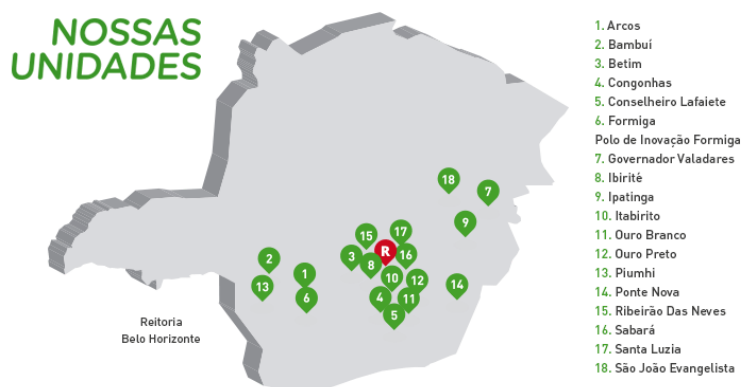 NOSSAS
UNIDADES
1. Arcos
2. Bambuí
3. Betim
4. Congonhas
5. Conselheiro Lafaiete
6. Formiga
Polo de Inovação Formiga
7. Governador Valadares
8. Ibirité
9. Ipatinga
10. Itabirito
11. Ouro Branco
12. Ouro Preto
13. Piumhi
14. Ponte Nova
15. Ribeirão Das Neves
16. Sabará
17. Santa Luzia
18. São João Evangelista
18
7
9
17
15
R
16
3
8
2
1
10
12
13
14
6
4
11
5
Reitoria
Belo Horizonte